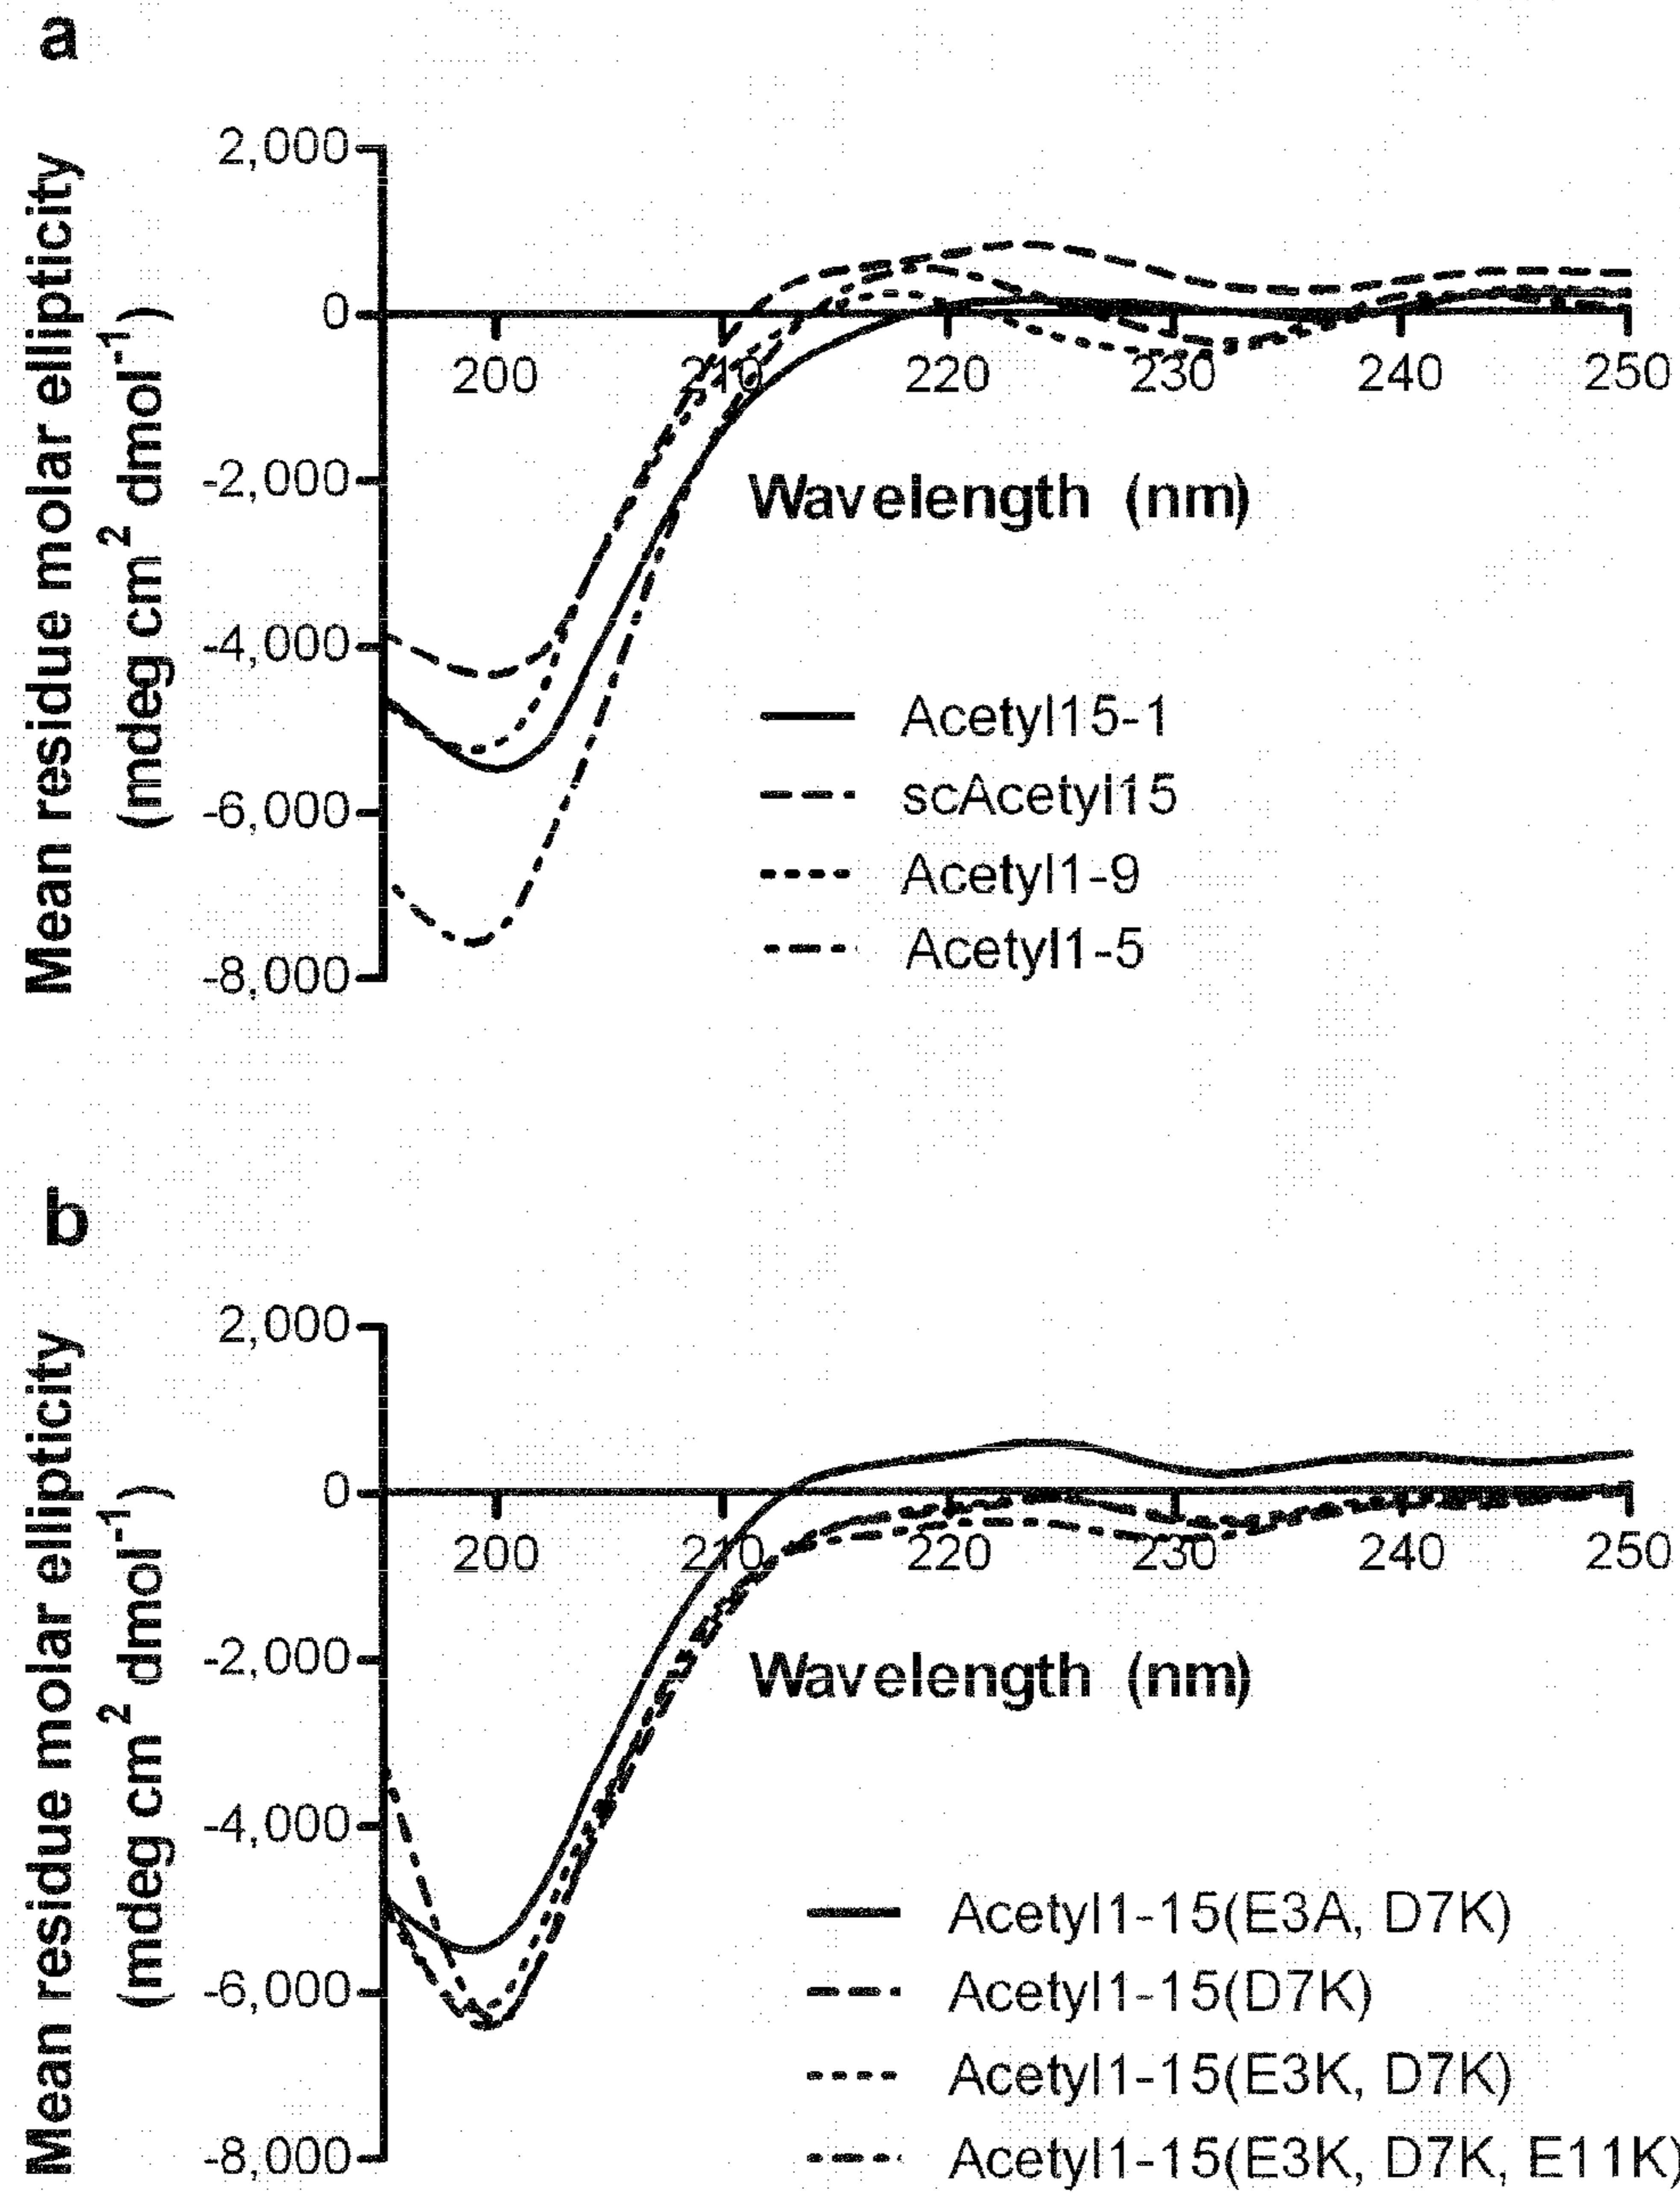 a
Mean residue molar ellipticity
(mdeg cm2 dmol-1)
2,000
0
-2,000
-4,000
-6,000
-8,000
200
210
220
230
240
250
Wavelength (nm)
Acetyl15-1
scAcetyl15
Acetyl1-9
Acetyl1-5
b
Mean residue molar ellipticity
(mdeg cm2 dmol-1)
2,000
0
-2,000
-4,000
-6,000
-8,000
200
210
220
230
240
250
Wavelength (nm)
Acetyl1-15(E3A, D7K)
Acetyl1-15(D7K)
Acetyl1-15(E3K, D7K)
Acetyl1-15(E3K, D7K, E11K)